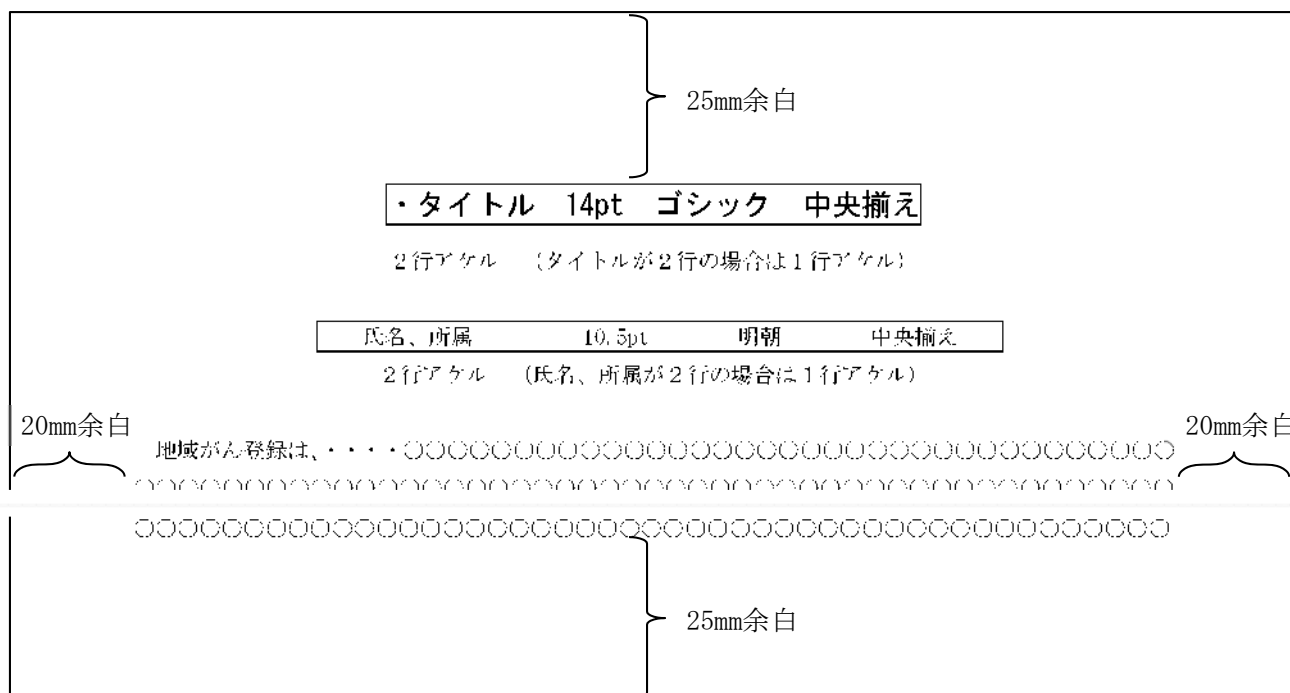 25mm余白
・タイトル　14pt　ゴシック　中央揃え
2行アケル　（タイトルが2行の場合は1行アケル）
氏名、所属　10.5pt　明朝　中央揃え
2行アケル　（氏名、所属が2行の場合は1行アケル）
20mm余白
地域がん登録は、・・・・○○○○○○○○○○○○○○○○○○○○○○○○○○○○○○○○○○○
20mm余白
○○○○○○○○○○○○○○○○○○○○○○○○○○○○○○○○○○○○○○○○○○○○○○○
○○○○○○○○○○○○○○○○○○○○○○○○○○○○○○○○○○○○○○○○○○○○○○○
25mm余白